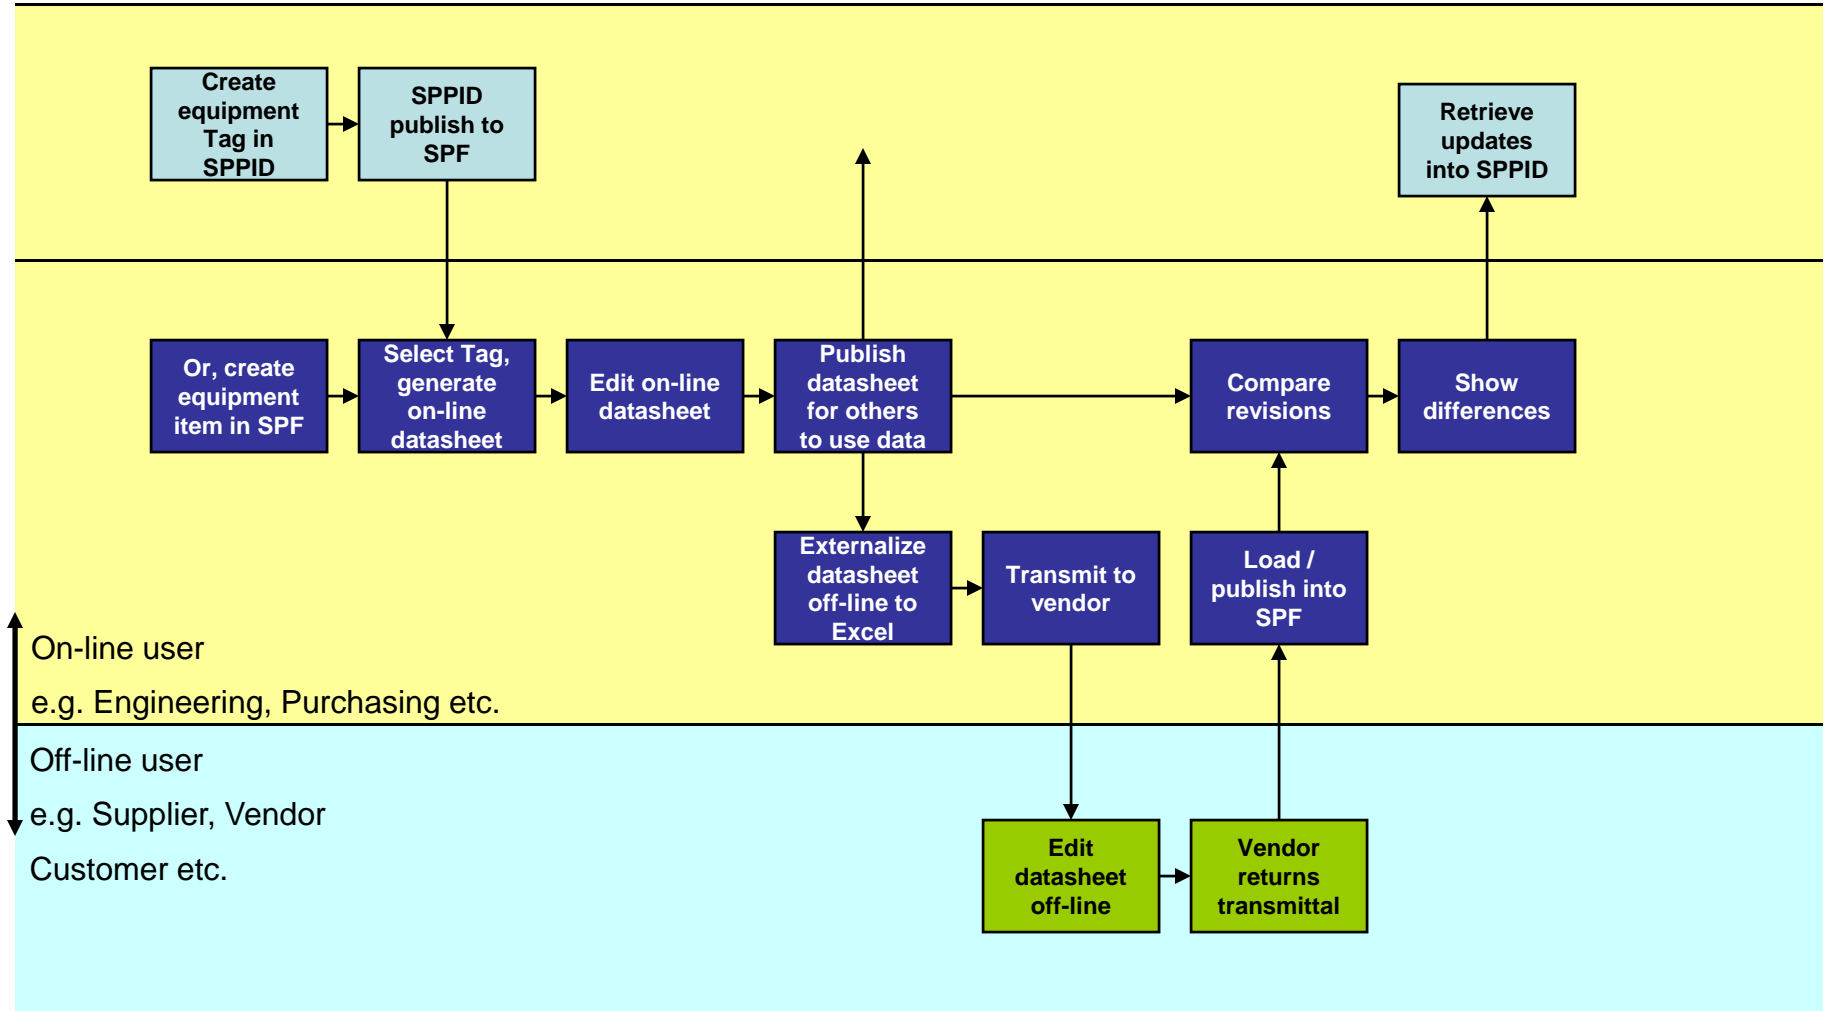 Create
equipment
Tag in
SPPID
SPPID
publish to
SPF
Retrieve
updates
into SPPID
Or, create
equipment
item in SPF
Select Tag,
generate
on-line
datasheet
Edit on-line
datasheet
Publish
datasheet
for others
to use data
Compare
revisions
Show
differences
Externalize
datasheet
off-line to
Excel
Transmit to
vendor
Load /
publish into
SPF
On-line user
e.g. Engineering, Purchasing etc.
Off-line user
e.g. Supplier, Vendor
Customer etc.
Edit
datasheet
off-line
Vendor
returns
transmittal